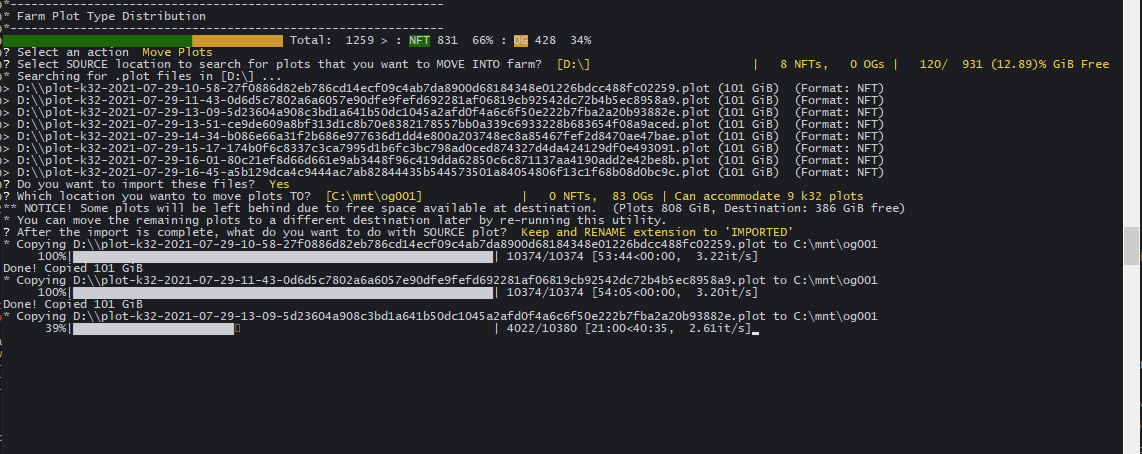 *---------------------------------------------------------------
* Farm Plot Type Distribution
*---------------------------------------------------------------
Total:  1259 > : NFT 831  66% : OG 428  34%
? Select an action  Move Plots
? Select SOURCE location to search for plots that you want to MOVE INTO farm?  [D:\]                       |   8 NFTs,   0 OGs |   120/  931 (12.89)% GiB Free
* Searching for .plot files in [D:\] ...
> D:\\plot-k32-2021-07-29-10-58-27f0886d82eb786cd14ecf09c4ab7da8900d68184348e01226bdcc488fc02259.plot (101 GiB)  (Format: NFT)
> D:\\plot-k32-2021-07-29-11-43-0d6d5c7802a6a6057e90dfe9fefd692281af06819cb92542dc72b4b5ec8958a9.plot (101 GiB)  (Format: NFT)
> D:\\plot-k32-2021-07-29-13-09-5d23604a908c3bd1a641b50dc1045a2afd0f4a6c6f50e222b7fba2a20b93882e.plot (101 GiB)  (Format: NFT)
> D:\\plot-k32-2021-07-29-13-51-ce9de609a8bf313d1c8b70e8382178557bb0a339c6933228b683654f08a9aced.plot (101 GiB)  (Format: NFT)
> D:\\plot-k32-2021-07-29-14-34-b086e66a31f2b686e977636d1dd4e800a203748ec8a85467fef2d8470ae47bae.plot (101 GiB)  (Format: NFT)
> D:\\plot-k32-2021-07-29-15-17-174b0f6c8337c3ca7995d1b6fc3bc798ad0ced874327d4da424129df0e493091.plot (101 GiB)  (Format: NFT)
> D:\\plot-k32-2021-07-29-16-01-80c21ef8d66d661e9ab3448f96c419dda62850c6c871137aa4190add2e42be8b.plot (101 GiB)  (Format: NFT)
> D:\\plot-k32-2021-07-29-16-45-a5b129dca4c9444ac7ab82844435b544573501a84054806f13c1f68b08d0bc9c.plot (101 GiB)  (Format: NFT)
? Do you want to import these files?  Yes
? Which location you wanto to move plots TO?  [C:\mnt\og001]              |   0 NFTs,  83 OGs | Can accommodate 9 k32 plots
** NOTICE! Some plots will be left behind due to free space available at destination.  (Plots 808 GiB, Destination: 386 GiB free)
* You can move the remaining plots to a different destination later by re-running this utility.
? After the import is complete, what do you want to do with SOURCE plot?  Keep and RENAME extension to 'IMPORTED'
* Copying D:\\plot-k32-2021-07-29-10-58-27f0886d82eb786cd14ecf09c4ab7da8900d68184348e01226bdcc488fc02259.plot to C:\mnt\og001
100%| | 10374/10374 [53:44<00:00,  3.22it/s]
Done! Copied 101 GiB
* Copying D:\\plot-k32-2021-07-29-11-43-0d6d5c7802a6a6057e90dfe9fefd692281af06819cb92542dc72b4b5ec8958a9.plot to C:\mnt\og001
100%| | 10374/10374 [54:05<00:00,  3.20it/s]
Done! Copied 101 GiB
* Copying D:\\plot-k32-2021-07-29-13-09-5d23604a908c3bd1a641b50dc1045a2afd0f4a6c6f50e222b7fba2a20b93882e.plot to C:\mnt\og001
39%| | 4022/10380 [21:00<40:35,  2.61it/s]